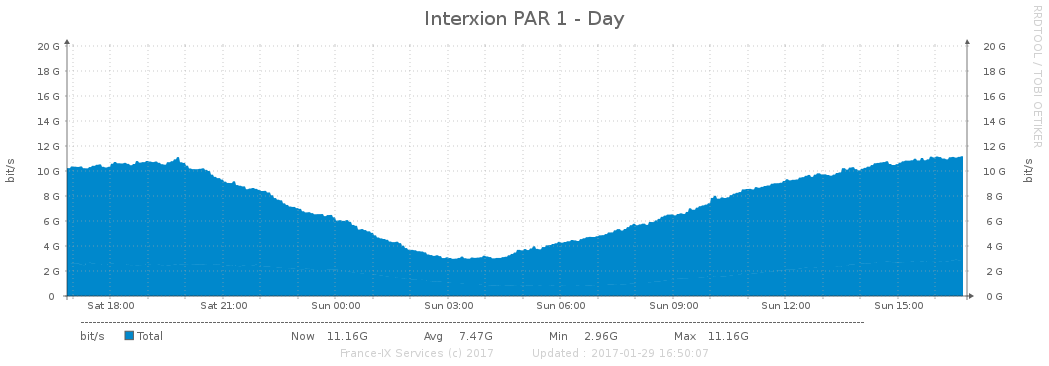 Interxion PAR 1 - Day
RRDTOOL / TOBI OETIKER
bit/s
bit/s
20 G 20 G
18 G 18 G
16 G 16 G
14 G 14 G
12 G 12 G
10 G 10 G
8 G 8 G
6 G 6 G
4 G 4 G
2 G 2 G
0 0 G
Sat 18:00 Sat 21:00 Sun 00:00 Sun 03:00 Sun 06:00 Sun 09:00 Sun 12:00 Sun 15:00
bit/s Total Now 11.16G Avg 7.47G Min 2.96G Max 11.16G
France-IX Services (c) 2017 Updated : 2017-01-29 16:50:07